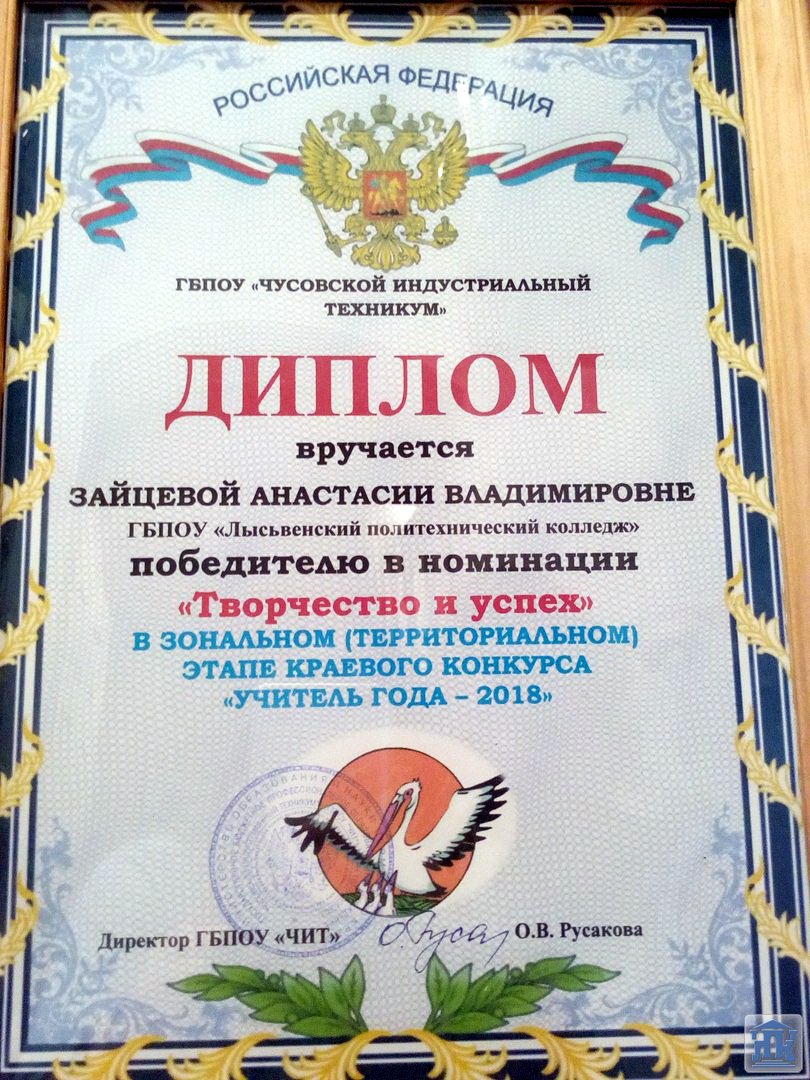 РОССИЙСКАЯ ФЕДЕРАЦИЯ
ГБПОУ «ЧУСОВСКОЙ ИНДУСТРИАЛЬНЫЙ
ТЕХНИКУМ»
ДИПЛОМ
вручается
ЗАЙЦЕВОЙ АНАСТАСИИ ВЛАДИМИРОВНЕ
ГБПОУ «Лысьвенский политехнический колледж»
победителю в номинации
«Творчество и успех»
В ЗОНАЛЬНОМ (ТЕРРИТОРИАЛЬНОМ)
ЭТАПЕ КРАЕВОГО КОНКУРСА
«УЧИТЕЛЬ ГОДА – 2018»
Директор ГБПОУ «ЧИТ» О.В. Русакова